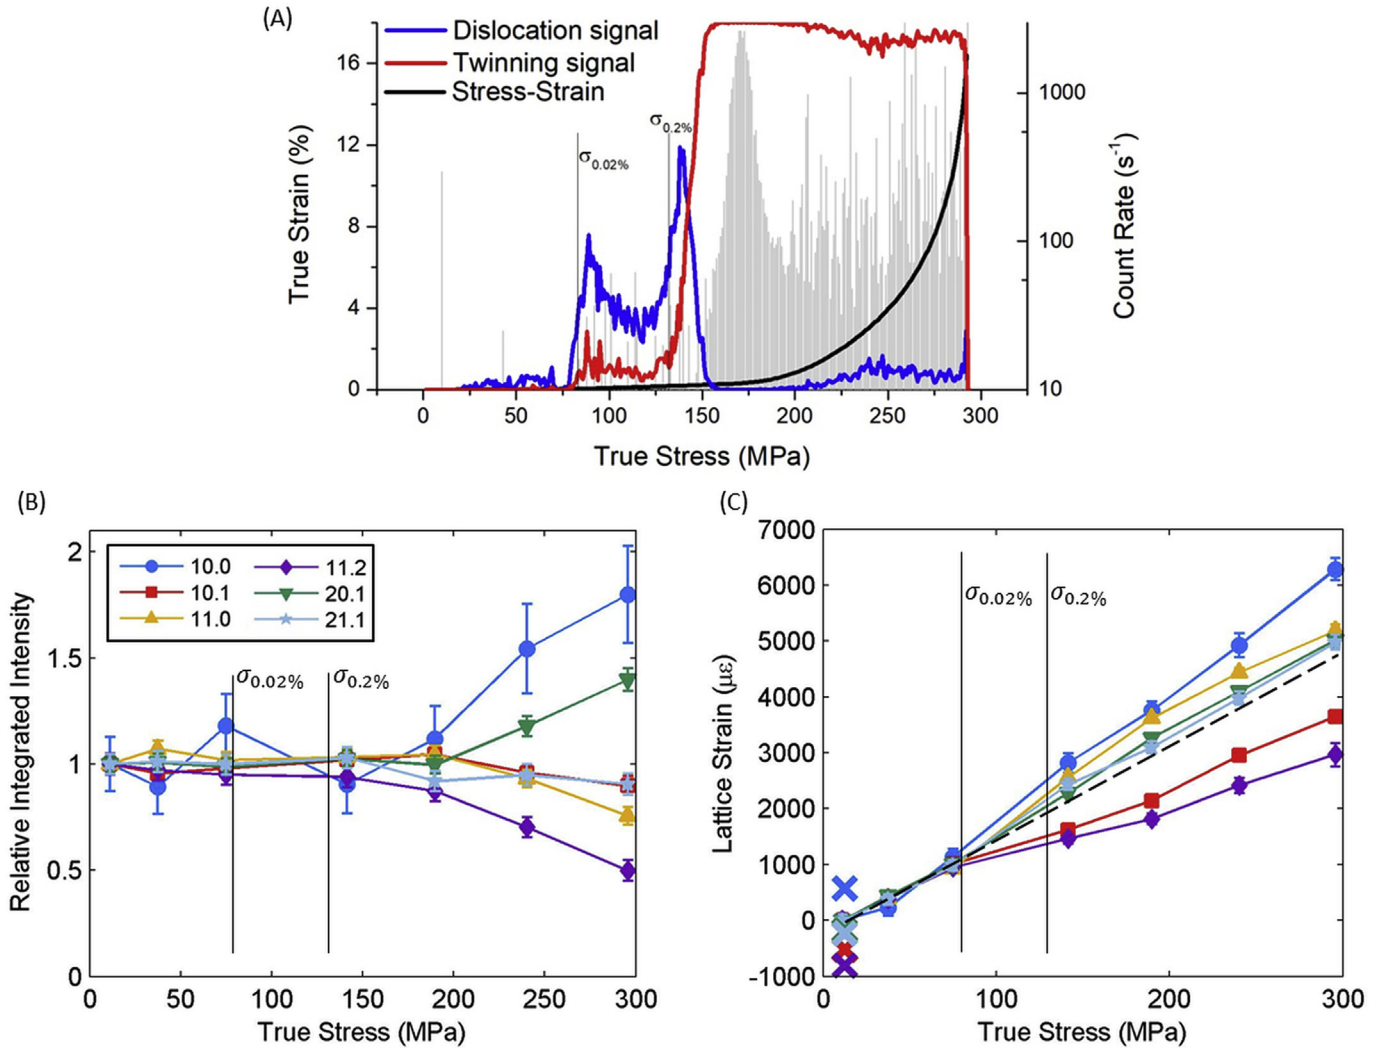 (A)
Dislocation signal
Twinning signal
Stress-Strain
σ0.02%
σ0.2%
True Strain (%)
16
12
8
4
0
Count Rate (s-1)
1000
100
10
0 50 100 150 200 250 300
True Stress (MPa)
(B)
10.0 11.2
10.1 20.1
11.0 21.1
σ0.02%
σ0.2%
Relative Integrated Intensity
2
1.5
1
0.5
0
0 50 100 150 200 250 300
True Stress (MPa)
(C)
σ0.02%
σ0.2%
Lattice Strain (με)
7000
6000
5000
4000
3000
2000
1000
0
-1000
0 100 200 300
True Stress (MPa)